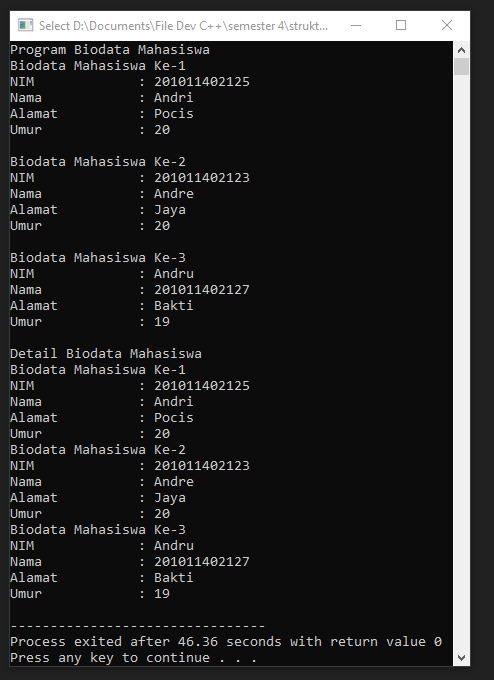 Select D:\Documents\File Dev C++\semester 4\strukt...
Program Biodata Mahasiswa
Biodata Mahasiswa Ke-1
NIM : 201011402125
Nama : Andri
Alamat : Pocis
Umur : 20
Biodata Mahasiswa Ke-2
NIM : 201011402123
Nama : Andre
Alamat : Jaya
Umur : 20
Biodata Mahasiswa Ke-3
NIM : Andru
Nama : 201011402127
Alamat : Bakti
Umur : 19
Detail Biodata Mahasiswa
Biodata Mahasiswa Ke-1
NIM : 201011402125
Nama : Andri
Alamat : Pocis
Umur : 20
Biodata Mahasiswa Ke-2
NIM : 201011402123
Nama : Andre
Alamat : Jaya
Umur : 20
Biodata Mahasiswa Ke-3
NIM : Andru
Nama : 201011402127
Alamat : Bakti
Umur : 19
--------------------------------
Process exited after 46.36 seconds with return value 0
Press any key to continue . . .